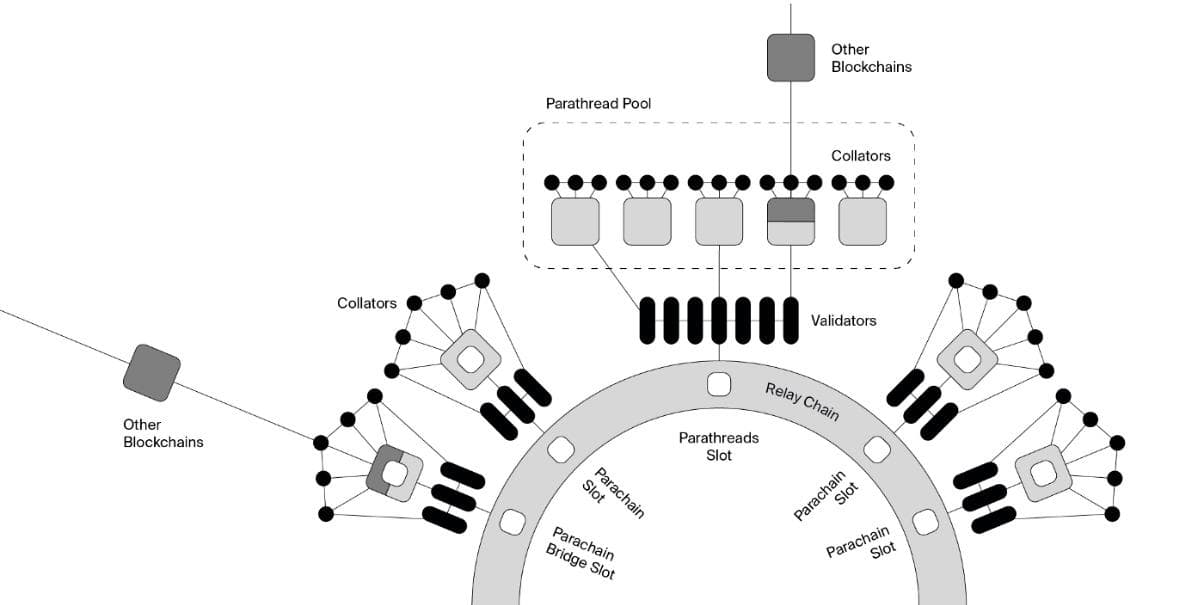 Other
Blockchains
Parathread Pool
Collators
Collators
Validators
Relay Chain
Other
Blockchains
Parathreads
Slot
Parachain
Slot
Parachain
Slot
Parachain
Bridge Slot
Parachain
Slot